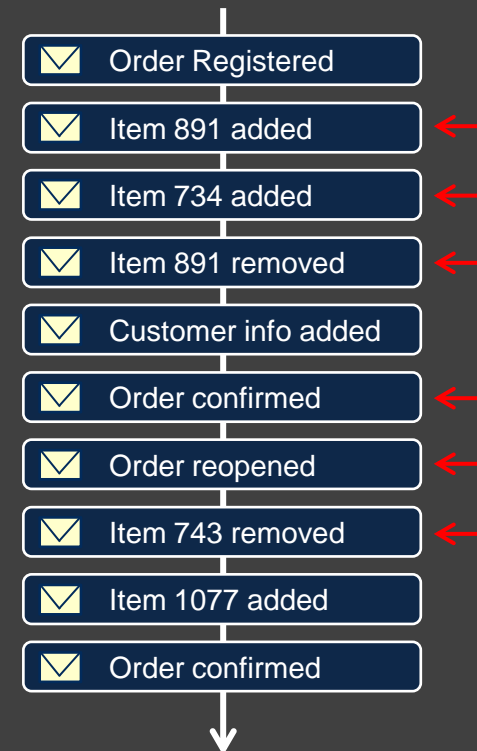 Order Registered
Item 891 added
Item 734 added
Item 891 removed
Customer info added
Order confirmed
Order reopened
Item 743 removed
Item 1077 added
Order confirmed